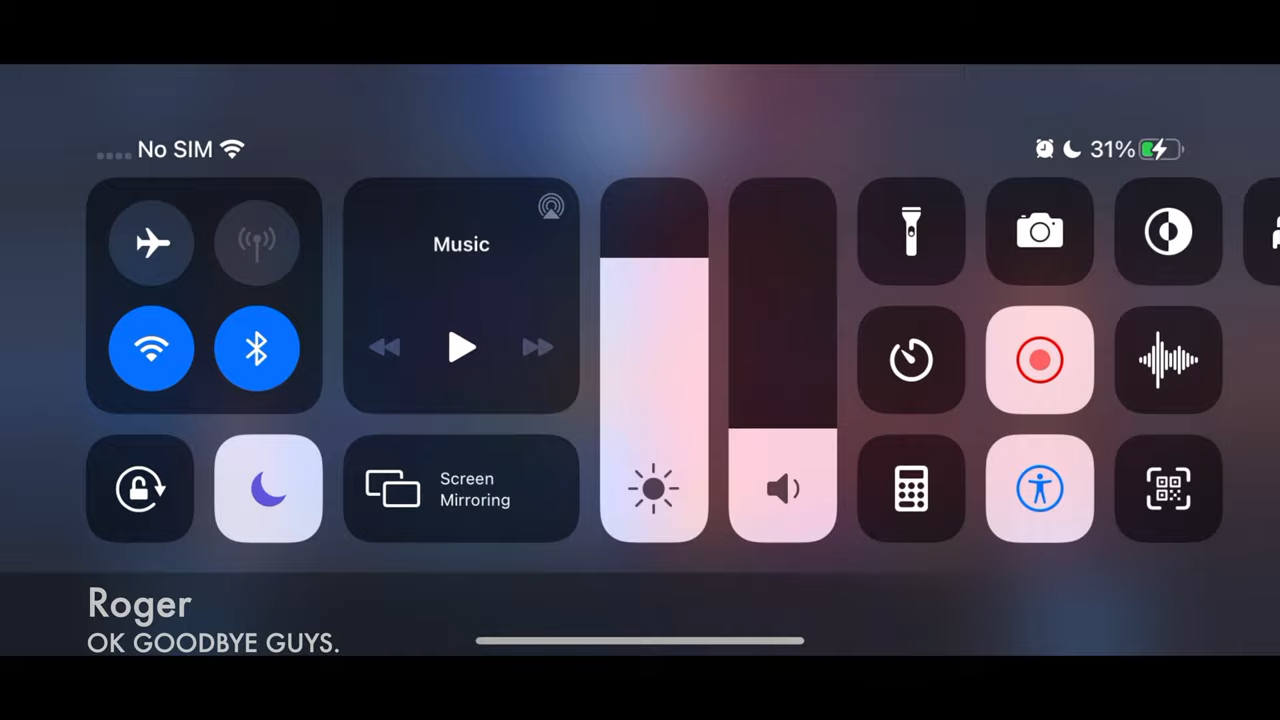 No SIM
31%
Music
Screen
Mirroring
Roger
OK GOODBYE GUYS.